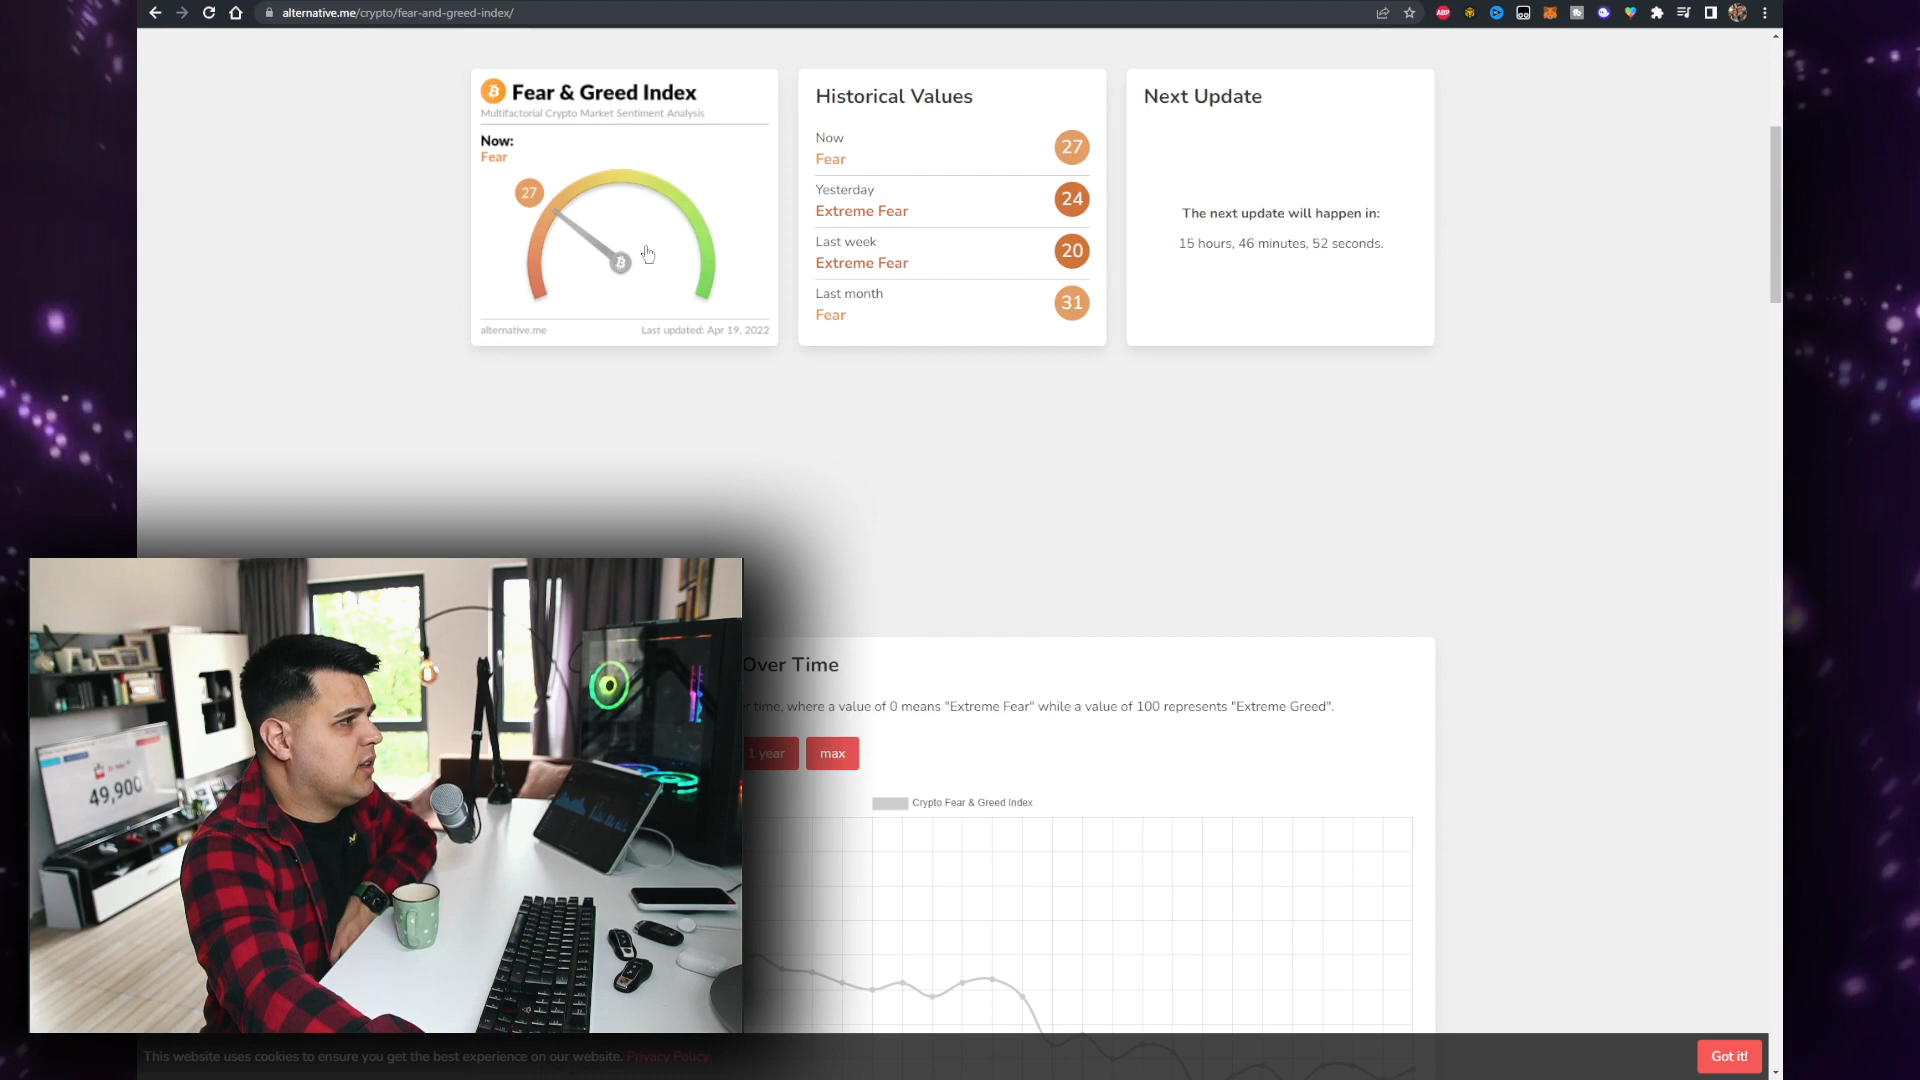 alternative.me/crypto/fear-and-greed-index/
ABP
Fear & Greed Index
Multifactorial Crypto Market Sentiment Analysis
Now:
Fear
27
alternative.me
Last updated: Apr 19, 2022
Historical Values
Now
Fear
27
Yesterday
Extreme Fear
24
Last week
Extreme Fear
20
Last month
Fear
31
Next Update
The next update will happen in:
15 hours, 46 minutes, 52 seconds.
Over Time
time, where a value of 0 means "Extreme Fear" while a value of 100 represents "Extreme Greed".
1 year
max
Crypto Fear & Greed Index
49,900
This website uses cookies to ensure you get the best experience on our website. Privacy Policy
Got it!